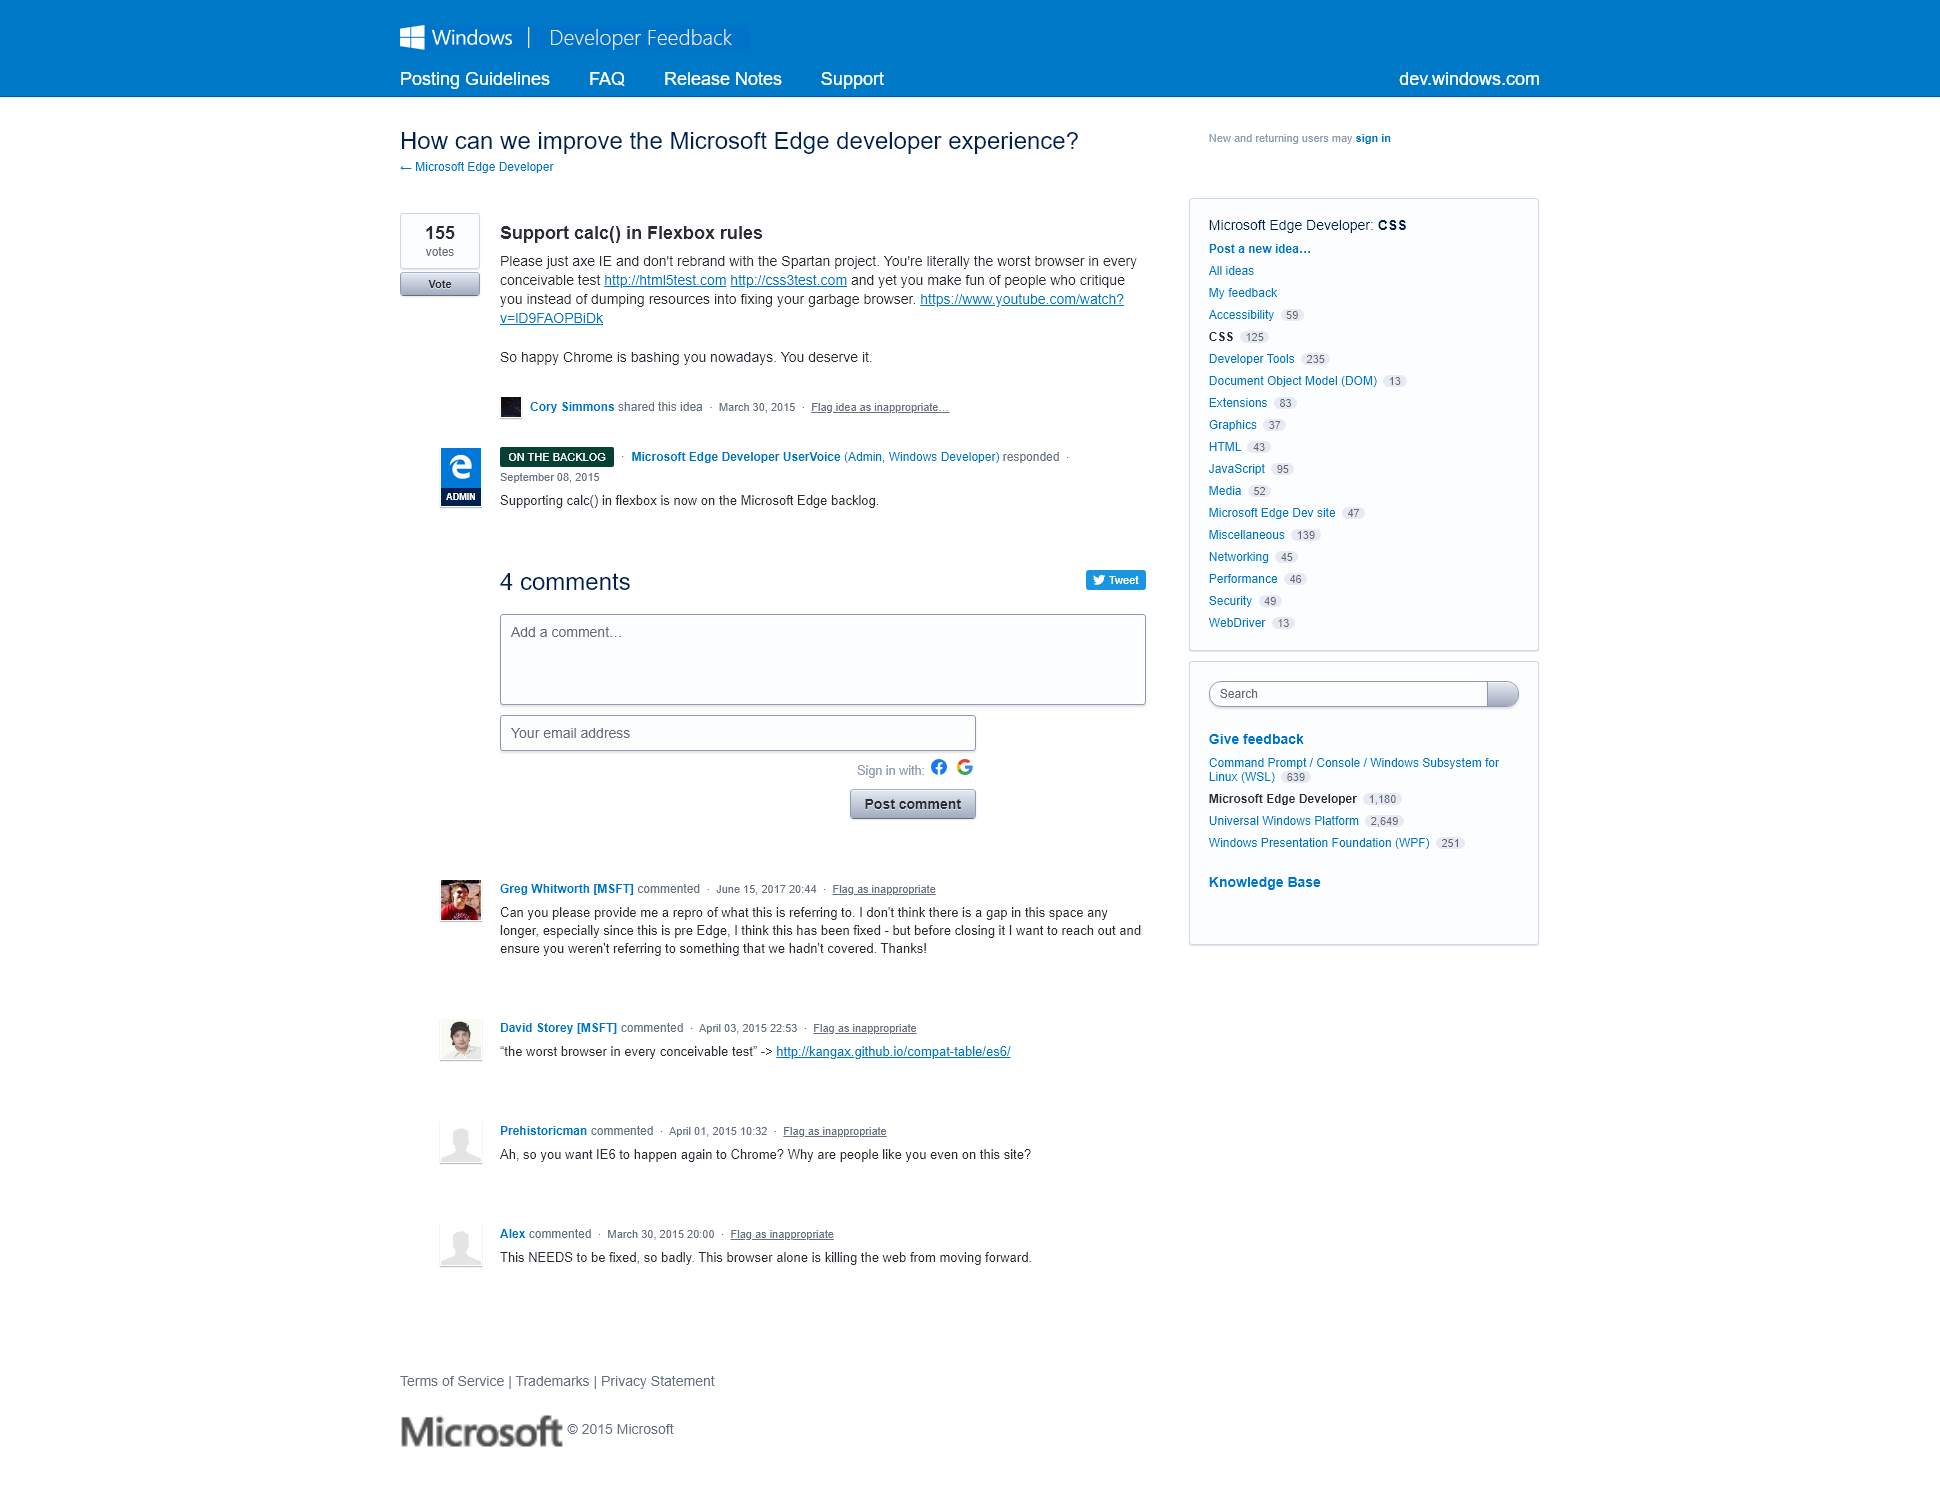 Windows | Developer Feedback
Posting Guidelines FAQ Release Notes Support dev.windows.com
How can we improve the Microsoft Edge developer experience?
← Microsoft Edge Developer
New and returning users may sign in
155
votes
Vote
Support calc() in Flexbox rules
Please just axe IE and don't rebrand with the Spartan project. You're literally the worst browser in every
conceivable test http://html5test.com http://css3test.com and yet you make fun of people who critique
you instead of dumping resources into fixing your garbage browser. https://www.youtube.com/watch?
v=lD9FAOPBiDk
So happy Chrome is bashing you nowadays. You deserve it.
Cory Simmons shared this idea · March 30, 2015 · Flag idea as inappropriate…
ADMIN
ON THE BACKLOG · Microsoft Edge Developer UserVoice (Admin, Windows Developer) responded ·
September 08, 2015
Supporting calc() in flexbox is now on the Microsoft Edge backlog.
4 comments
Tweet
Add a comment…
Your email address
Sign in with:
Post comment
Greg Whitworth [MSFT] commented · June 15, 2017 20:44 · Flag as inappropriate
Can you please provide me a repro of what this is referring to. I don't think there is a gap in this space any
longer, especially since this is pre Edge, I think this has been fixed - but before closing it I want to reach out and
ensure you weren't referring to something that we hadn't covered. Thanks!
David Storey [MSFT] commented · April 03, 2015 22:53 · Flag as inappropriate
“the worst browser in every conceivable test” -> http://kangax.github.io/compat-table/es6/
Prehistoricman commented · April 01, 2015 10:32 · Flag as inappropriate
Ah, so you want IE6 to happen again to Chrome? Why are people like you even on this site?
Alex commented · March 30, 2015 20:00 · Flag as inappropriate
This NEEDS to be fixed, so badly. This browser alone is killing the web from moving forward.
Microsoft Edge Developer: CSS
Post a new idea…
All ideas
My feedback
Accessibility 59
CSS 125
Developer Tools 235
Document Object Model (DOM) 13
Extensions 83
Graphics 37
HTML 43
JavaScript 95
Media 52
Microsoft Edge Dev site 47
Miscellaneous 139
Networking 45
Performance 46
Security 49
WebDriver 13
Search
Give feedback
Command Prompt / Console / Windows Subsystem for
Linux (WSL) 639
Microsoft Edge Developer 1,180
Universal Windows Platform 2,649
Windows Presentation Foundation (WPF) 251
Knowledge Base
Terms of Service | Trademarks | Privacy Statement
Microsoft © 2015 Microsoft